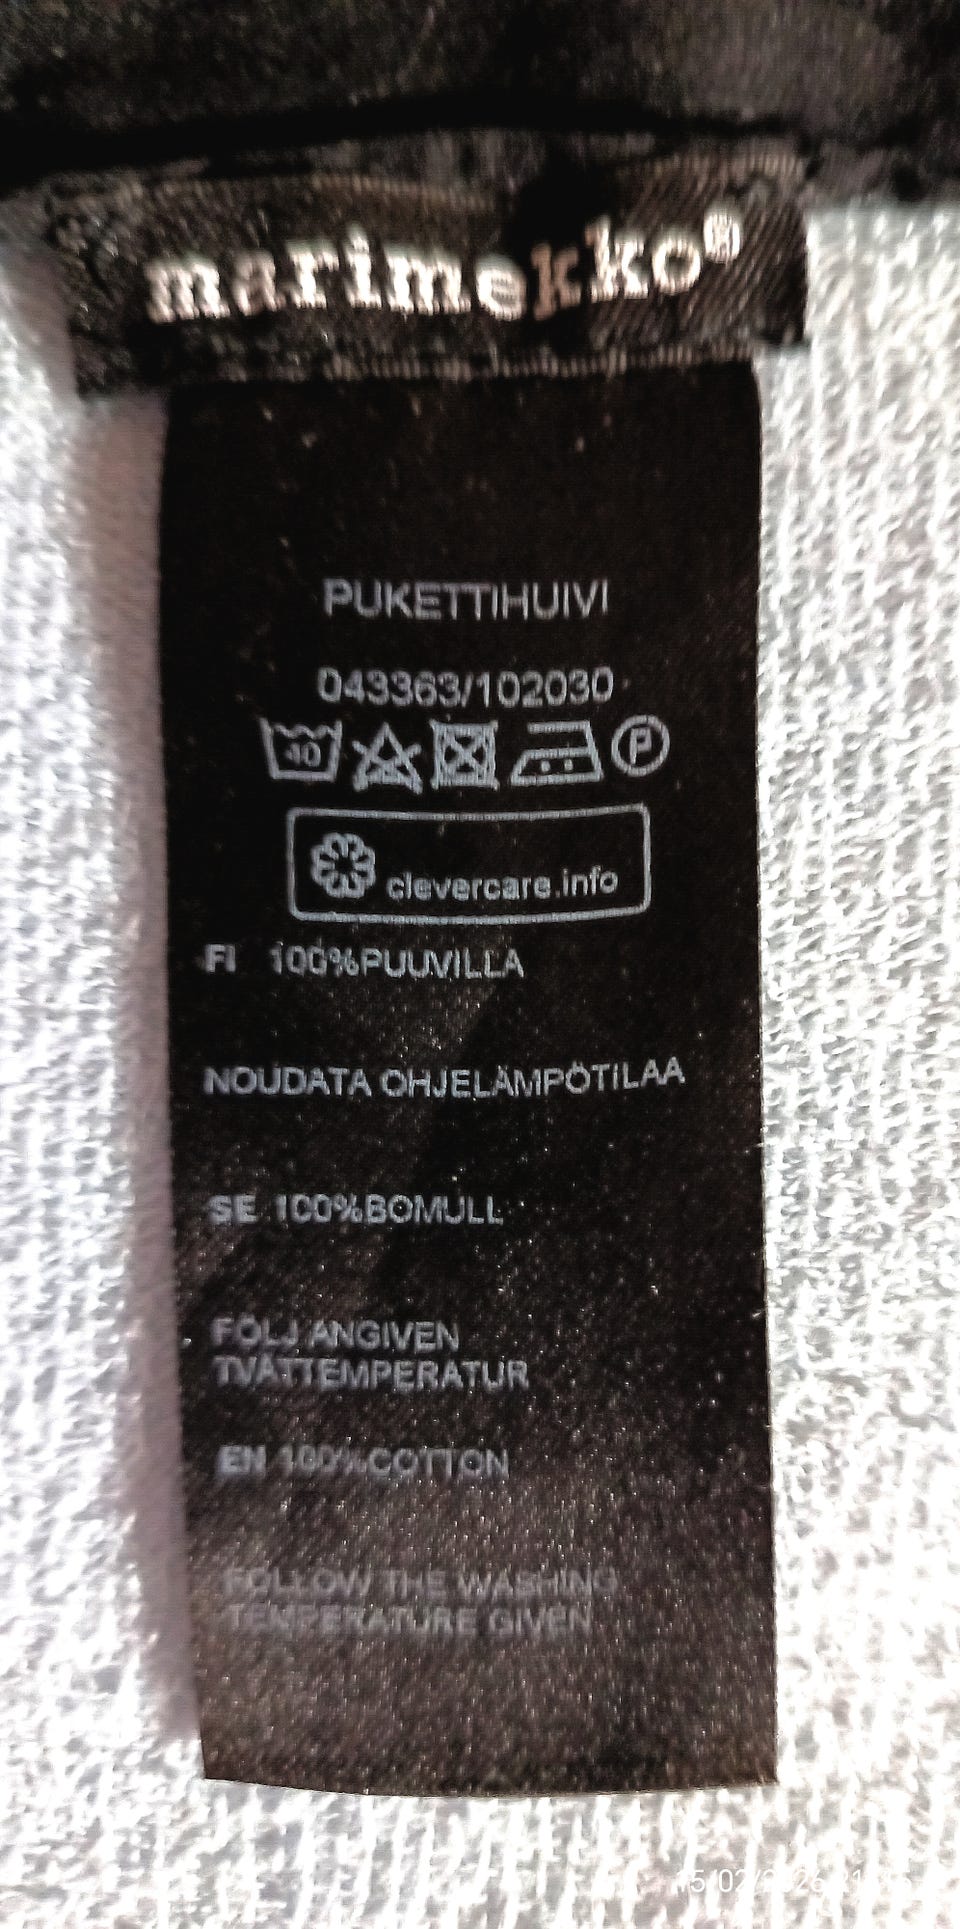 marimekko®
PUKETTIHUIVI
043363/102030
40 P
clevercare.info
FI 100%PUUVILLA
NOUDATA OHJELÄMPÖTILAA
SE 100%BOMULL
FÖLJ ANGIVEN
TVÄTTEMPERATUR
EN 100%COTTON
FOLLOW THE WASHING
TEMPERATURE GIVEN